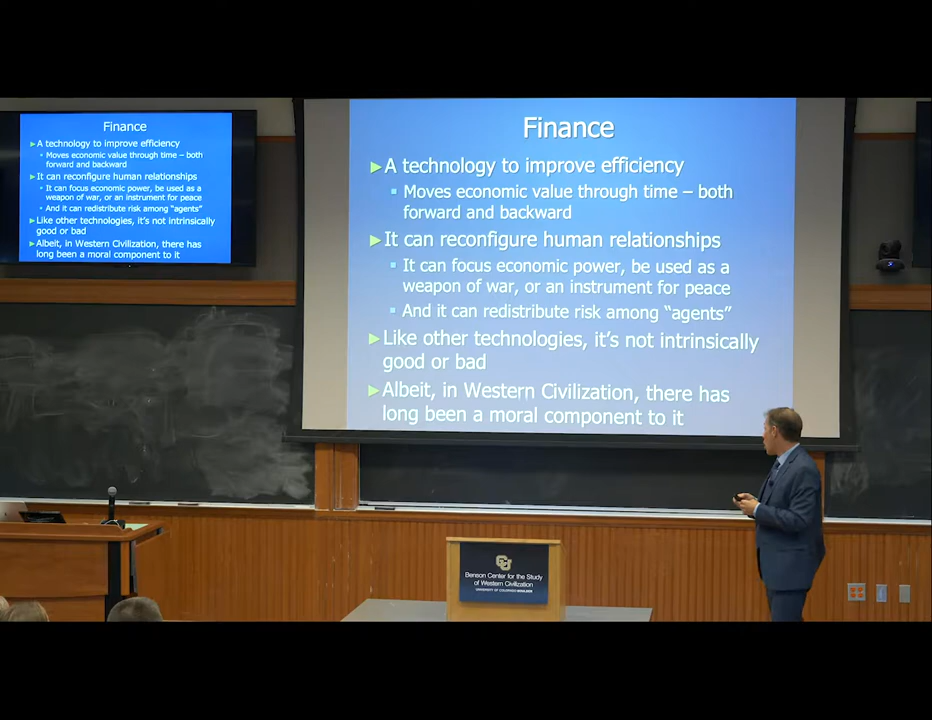 Finance
A technology to improve efficiency
Moves economic value through time – both
forward and backward
It can reconfigure human relationships
It can focus economic power, be used as a
weapon of war, or an instrument for peace
And it can redistribute risk among “agents”
Like other technologies, it’s not intrinsically
good or bad
Albeit, in Western Civilization, there has
long been a moral component to it
Finance
A technology to improve efficiency
Moves economic value through time – both
forward and backward
It can reconfigure human relationships
It can focus economic power, be used as a
weapon of war, or an instrument for peace
And it can redistribute risk among “agents”
Like other technologies, it’s not intrinsically
good or bad
Albeit, in Western Civilization, there has
long been a moral component to it
CU
Benson Center for the Study
of Western Civilization
UNIVERSITY OF COLORADO BOULDER